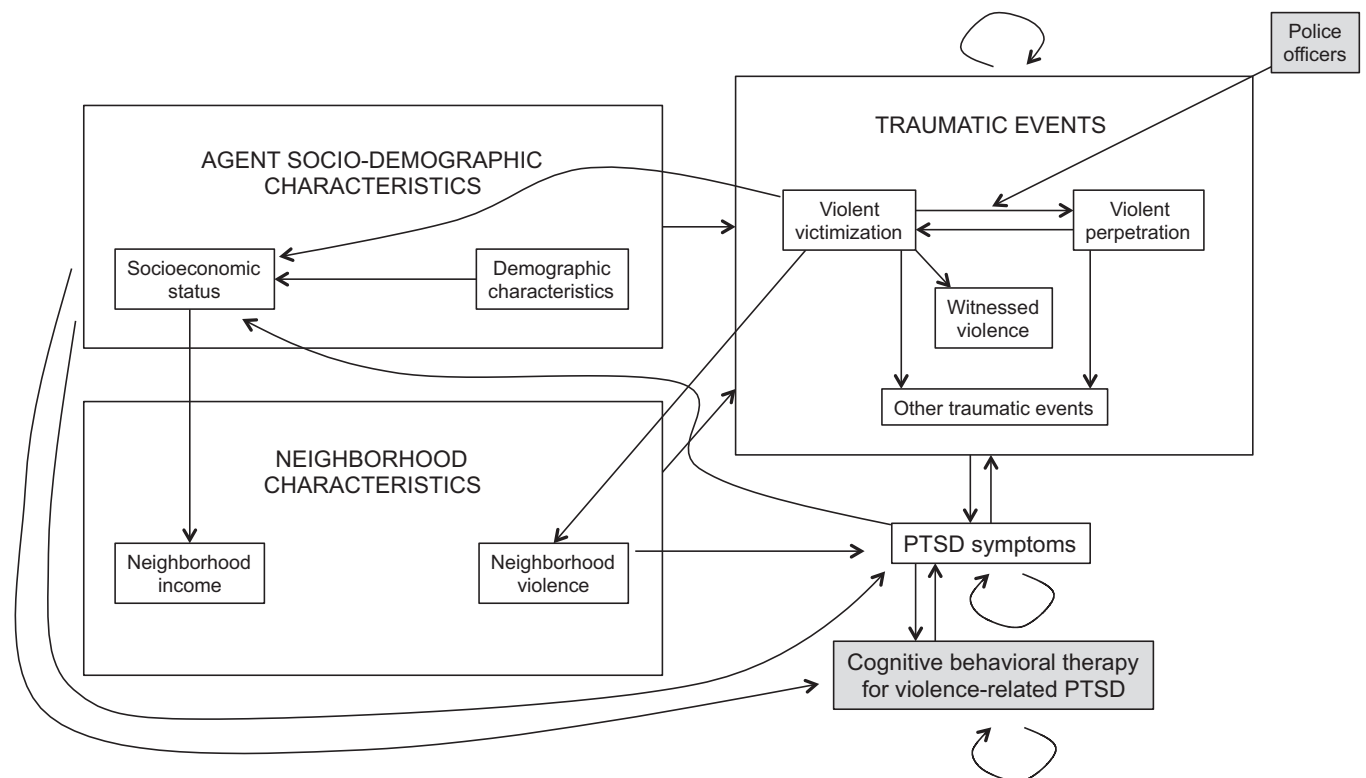 Police
officers
TRAUMATIC EVENTS
AGENT SOCIO-DEMOGRAPHIC
CHARACTERISTICS
Violent
victimization
Violent
perpetration
Socioeconomic
status
Demographic
characteristics
Witnessed
violence
Other traumatic events
NEIGHBORHOOD
CHARACTERISTICS
PTSD symptoms
Neighborhood
income
Neighborhood
violence
Cognitive behavioral therapy
for violence-related PTSD